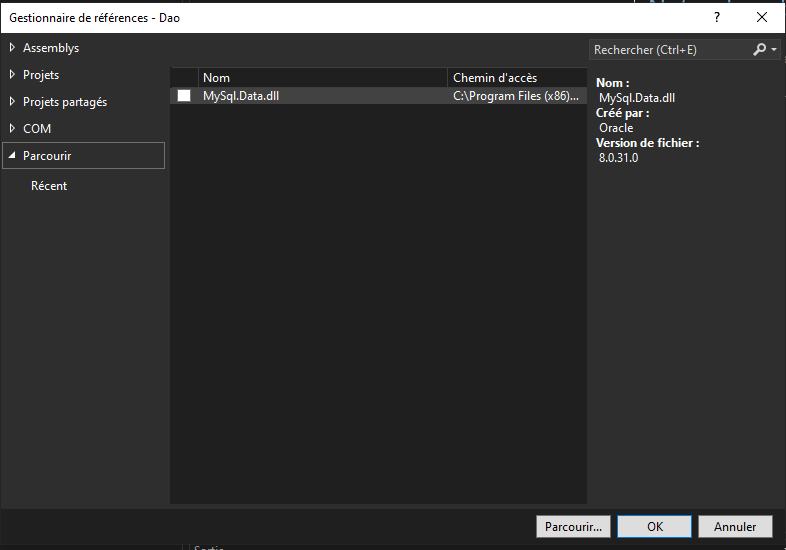 Gestionnaire de références - Dao
?
Assemblys
Projets
Projets partagés
COM
Parcourir
Récent
Nom
Chemin d'accès
MySql.Data.dll
C:\Program Files (x86)...
Rechercher (Ctrl+E)
Nom :
MySql.Data.dll
Créé par :
Oracle
Version de fichier :
8.0.31.0
Parcourir...
OK
Annuler